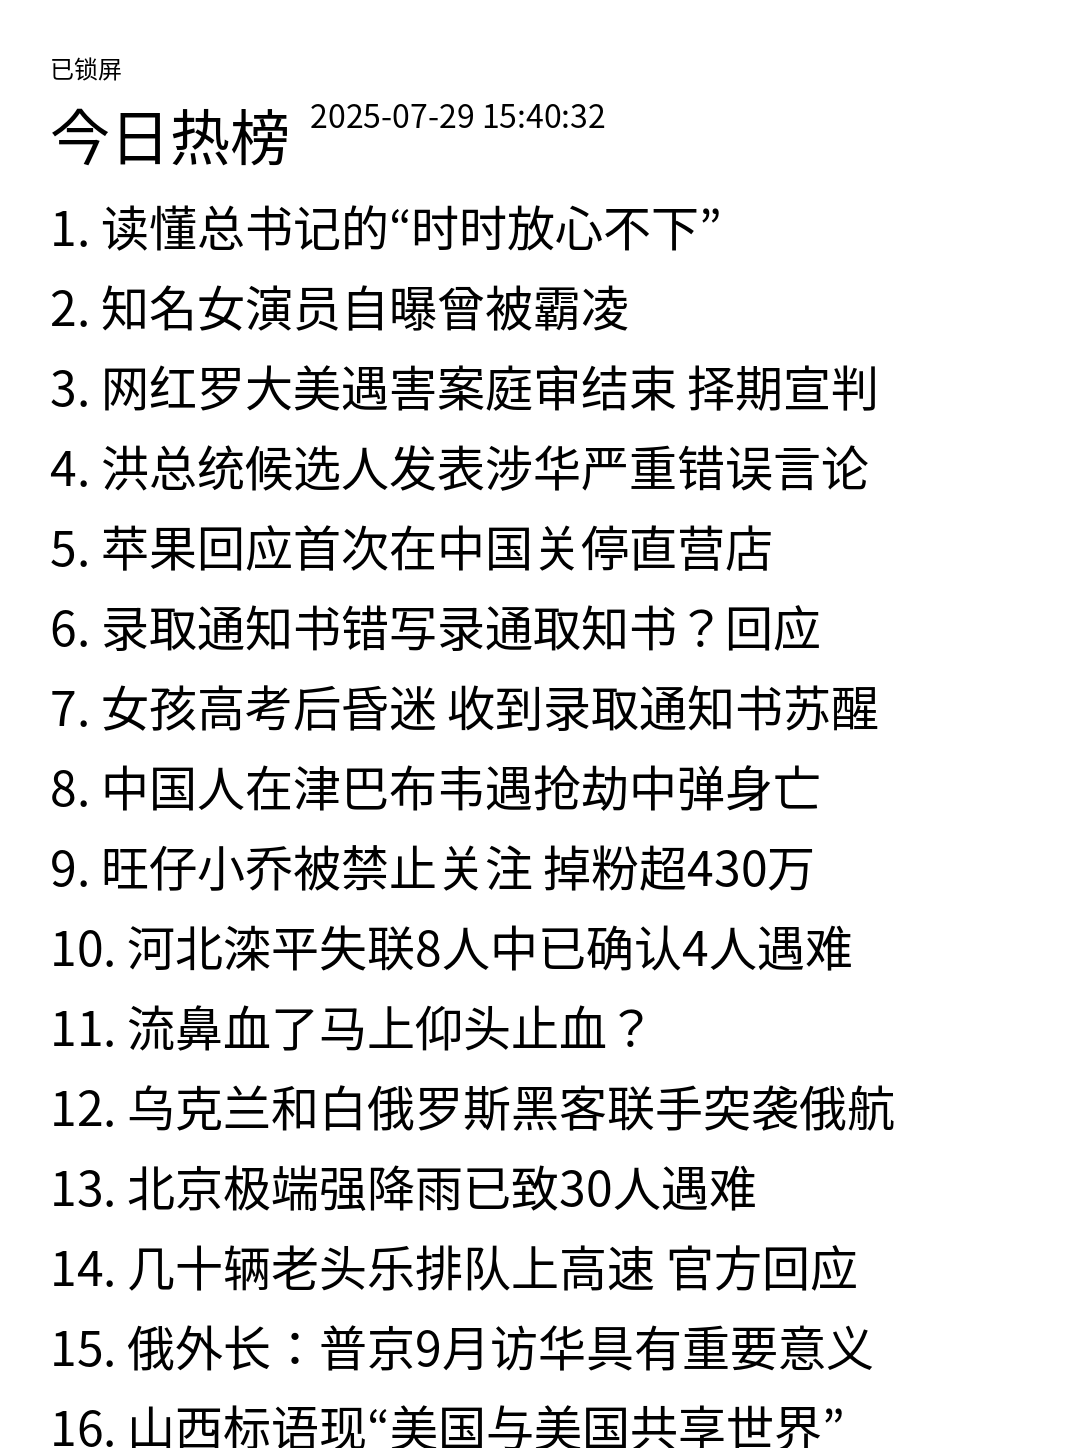 已锁屏
今日热榜 2025-07-29 15:40:32
1. 读懂总书记的“时时放心不下”
2. 知名女演员自曝曾被霸凌
3. 网红罗大美遇害案庭审结束 择期宣判
4. 洪总统候选人发表涉华严重错误言论
5. 苹果回应首次在中国关停直营店
6. 录取通知书错写录通取知书？回应
7. 女孩高考后昏迷 收到录取通知书苏醒
8. 中国人在津巴布韦遇抢劫中弹身亡
9. 旺仔小乔被禁止关注 掉粉超430万
10. 河北滦平失联8人中已确认4人遇难
11. 流鼻血了马上仰头止血？
12. 乌克兰和白俄罗斯黑客联手突袭俄航
13. 北京极端强降雨已致30人遇难
14. 几十辆老头乐排队上高速 官方回应
15. 俄外长：普京9月访华具有重要意义
16. 山西标语现“美国与美国共享世界”